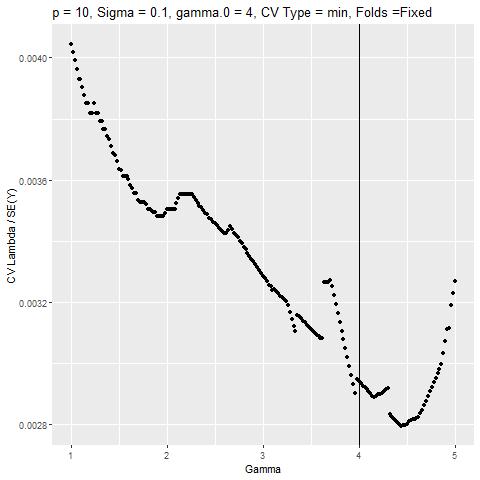 p = 10, Sigma = 0.1, gamma.0 = 4, CV Type = min, Folds =Fixed
CV Lambda / SE(Y)
0.0040
0.0036
0.0032
0.0028
1 2 3 4 5
Gamma